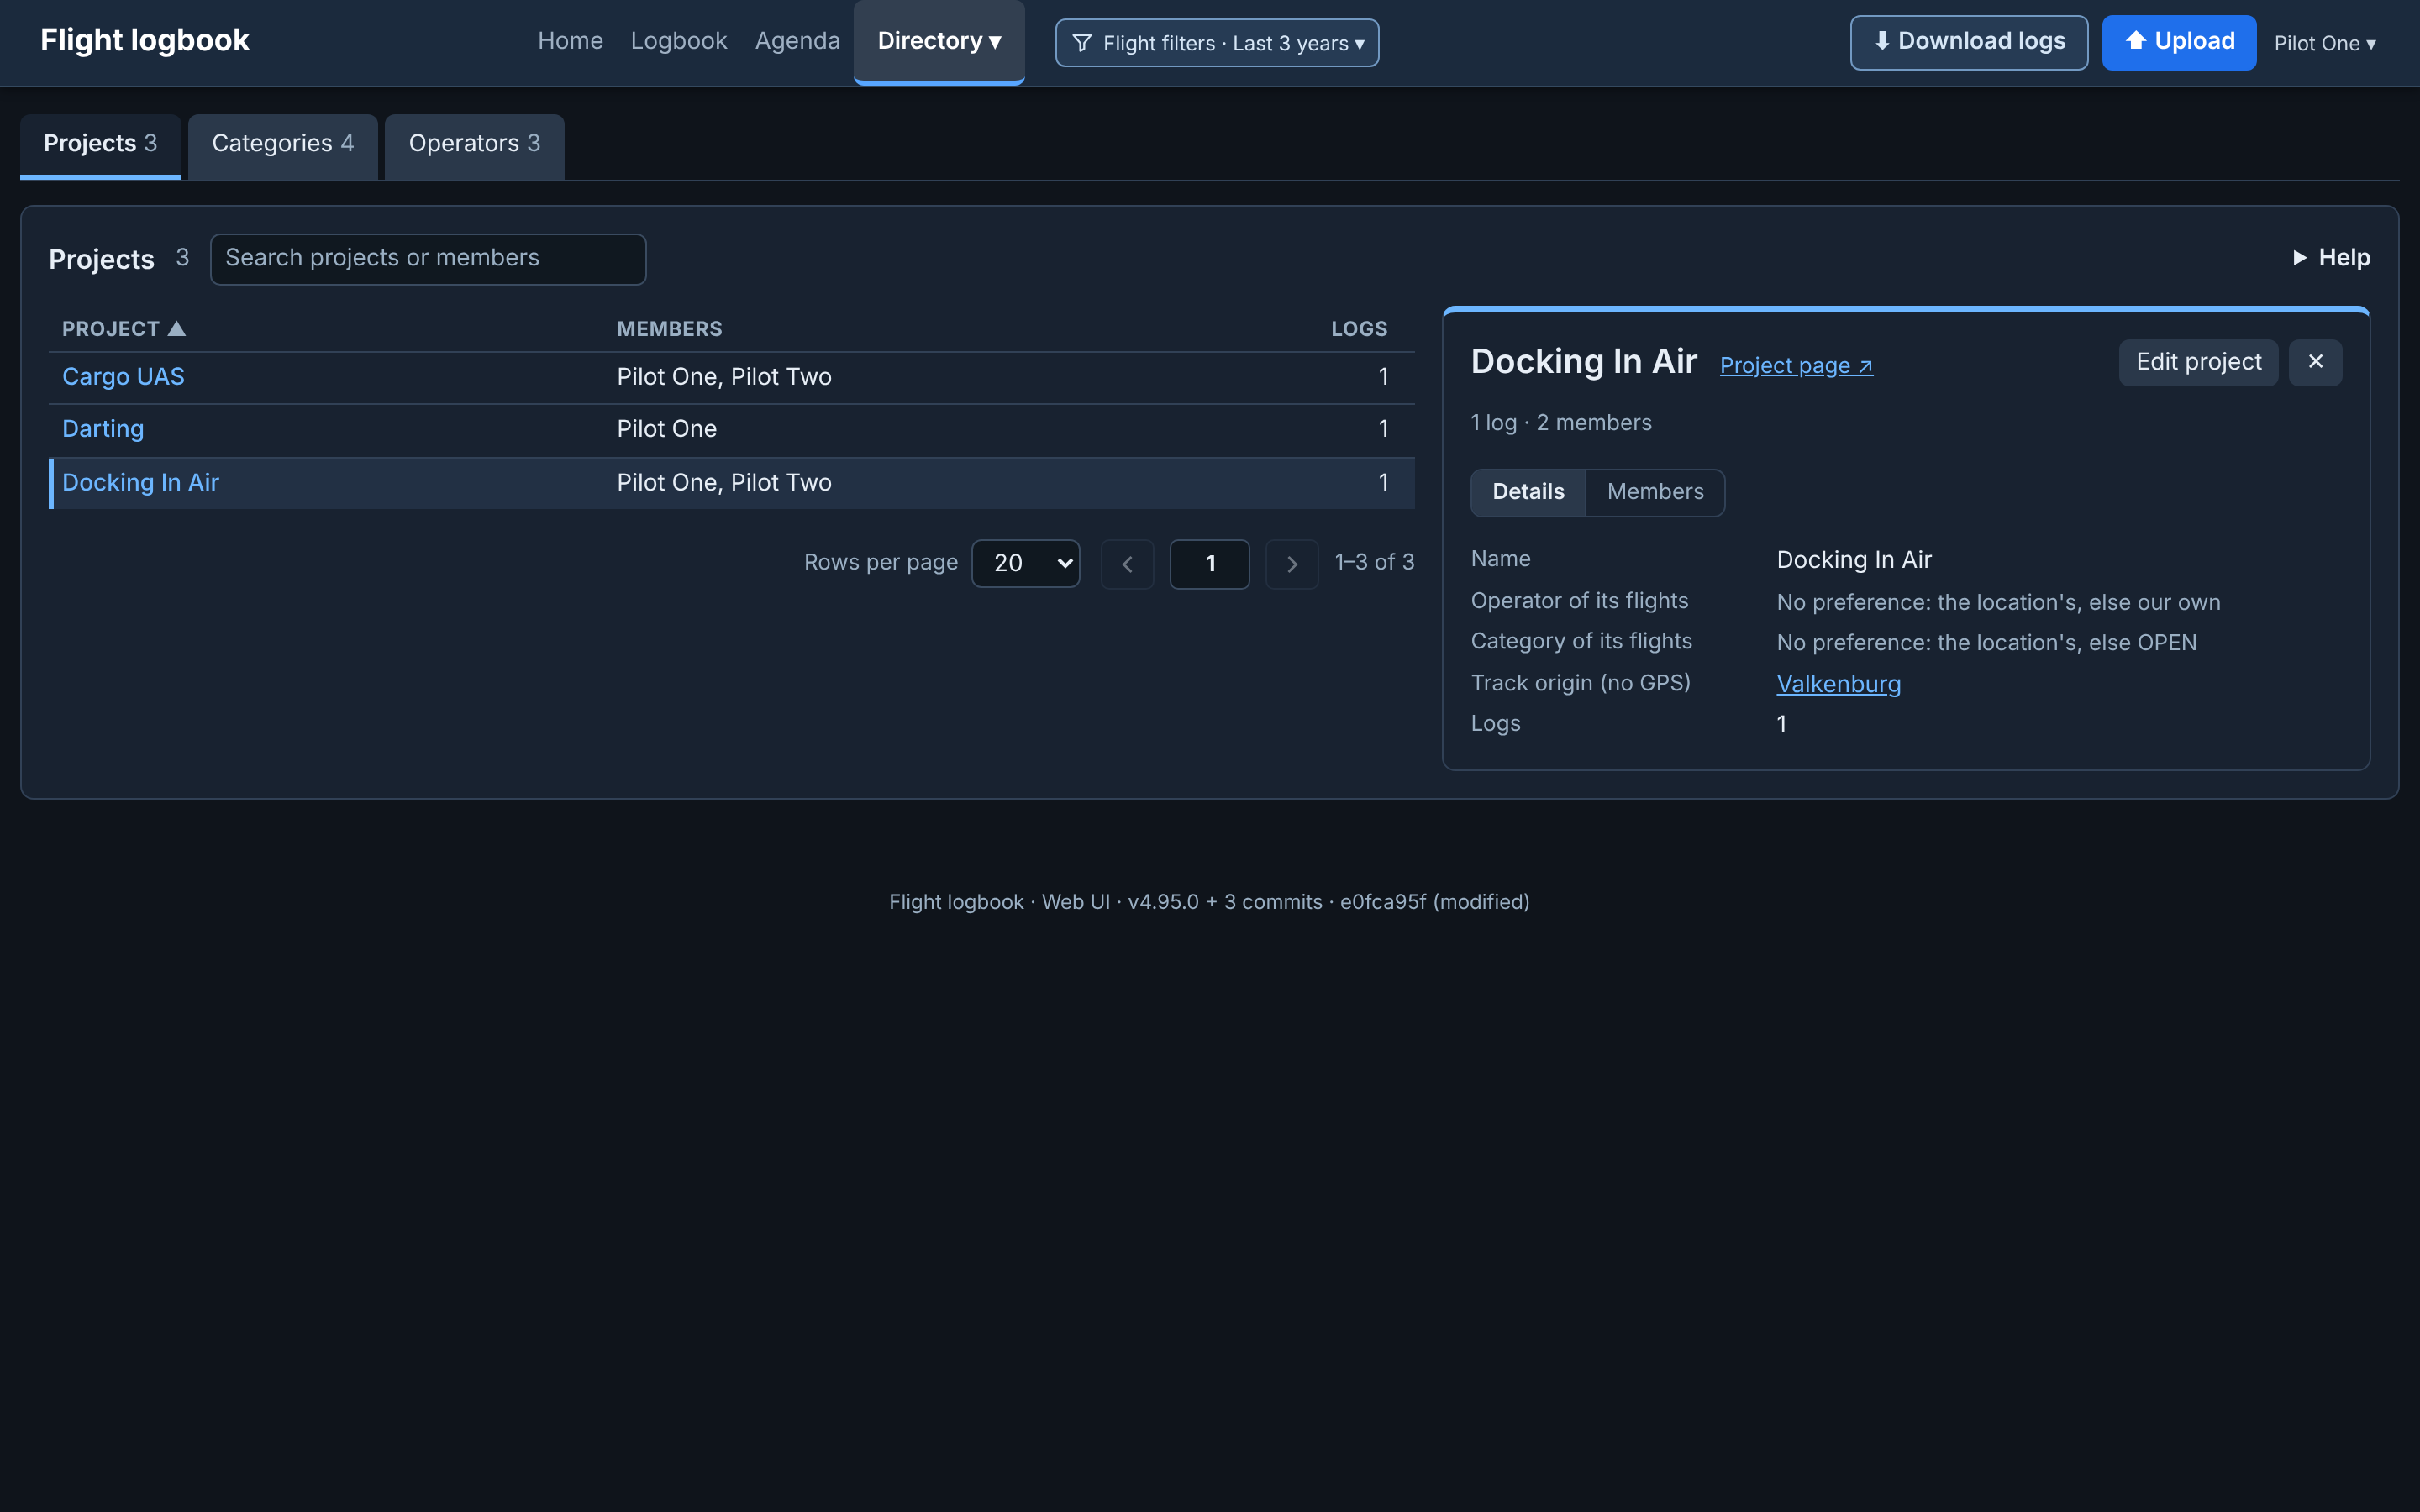 Flight logbook
Home Logbook Agenda Directory ▾ Flight filters · Last 3 years ▾ ⬇ Download logs ⬆ Upload Pilot One ▾
Projects 3 Categories 4 Operators 3
Projects 3 Search projects or members ▶ Help
PROJECT ▲ MEMBERS LOGS
Cargo UAS Pilot One, Pilot Two 1
Darting Pilot One 1
Docking In Air Pilot One, Pilot Two 1
Rows per page 20 ‹ 1 › 1–3 of 3
Docking In Air Project page ↗ Edit project ✕
1 log · 2 members
Details Members
Name Docking In Air
Operator of its flights No preference: the location's, else our own
Category of its flights No preference: the location's, else OPEN
Track origin (no GPS) Valkenburg
Logs 1
Flight logbook · Web UI · v4.95.0 + 3 commits · e0fca95f (modified)